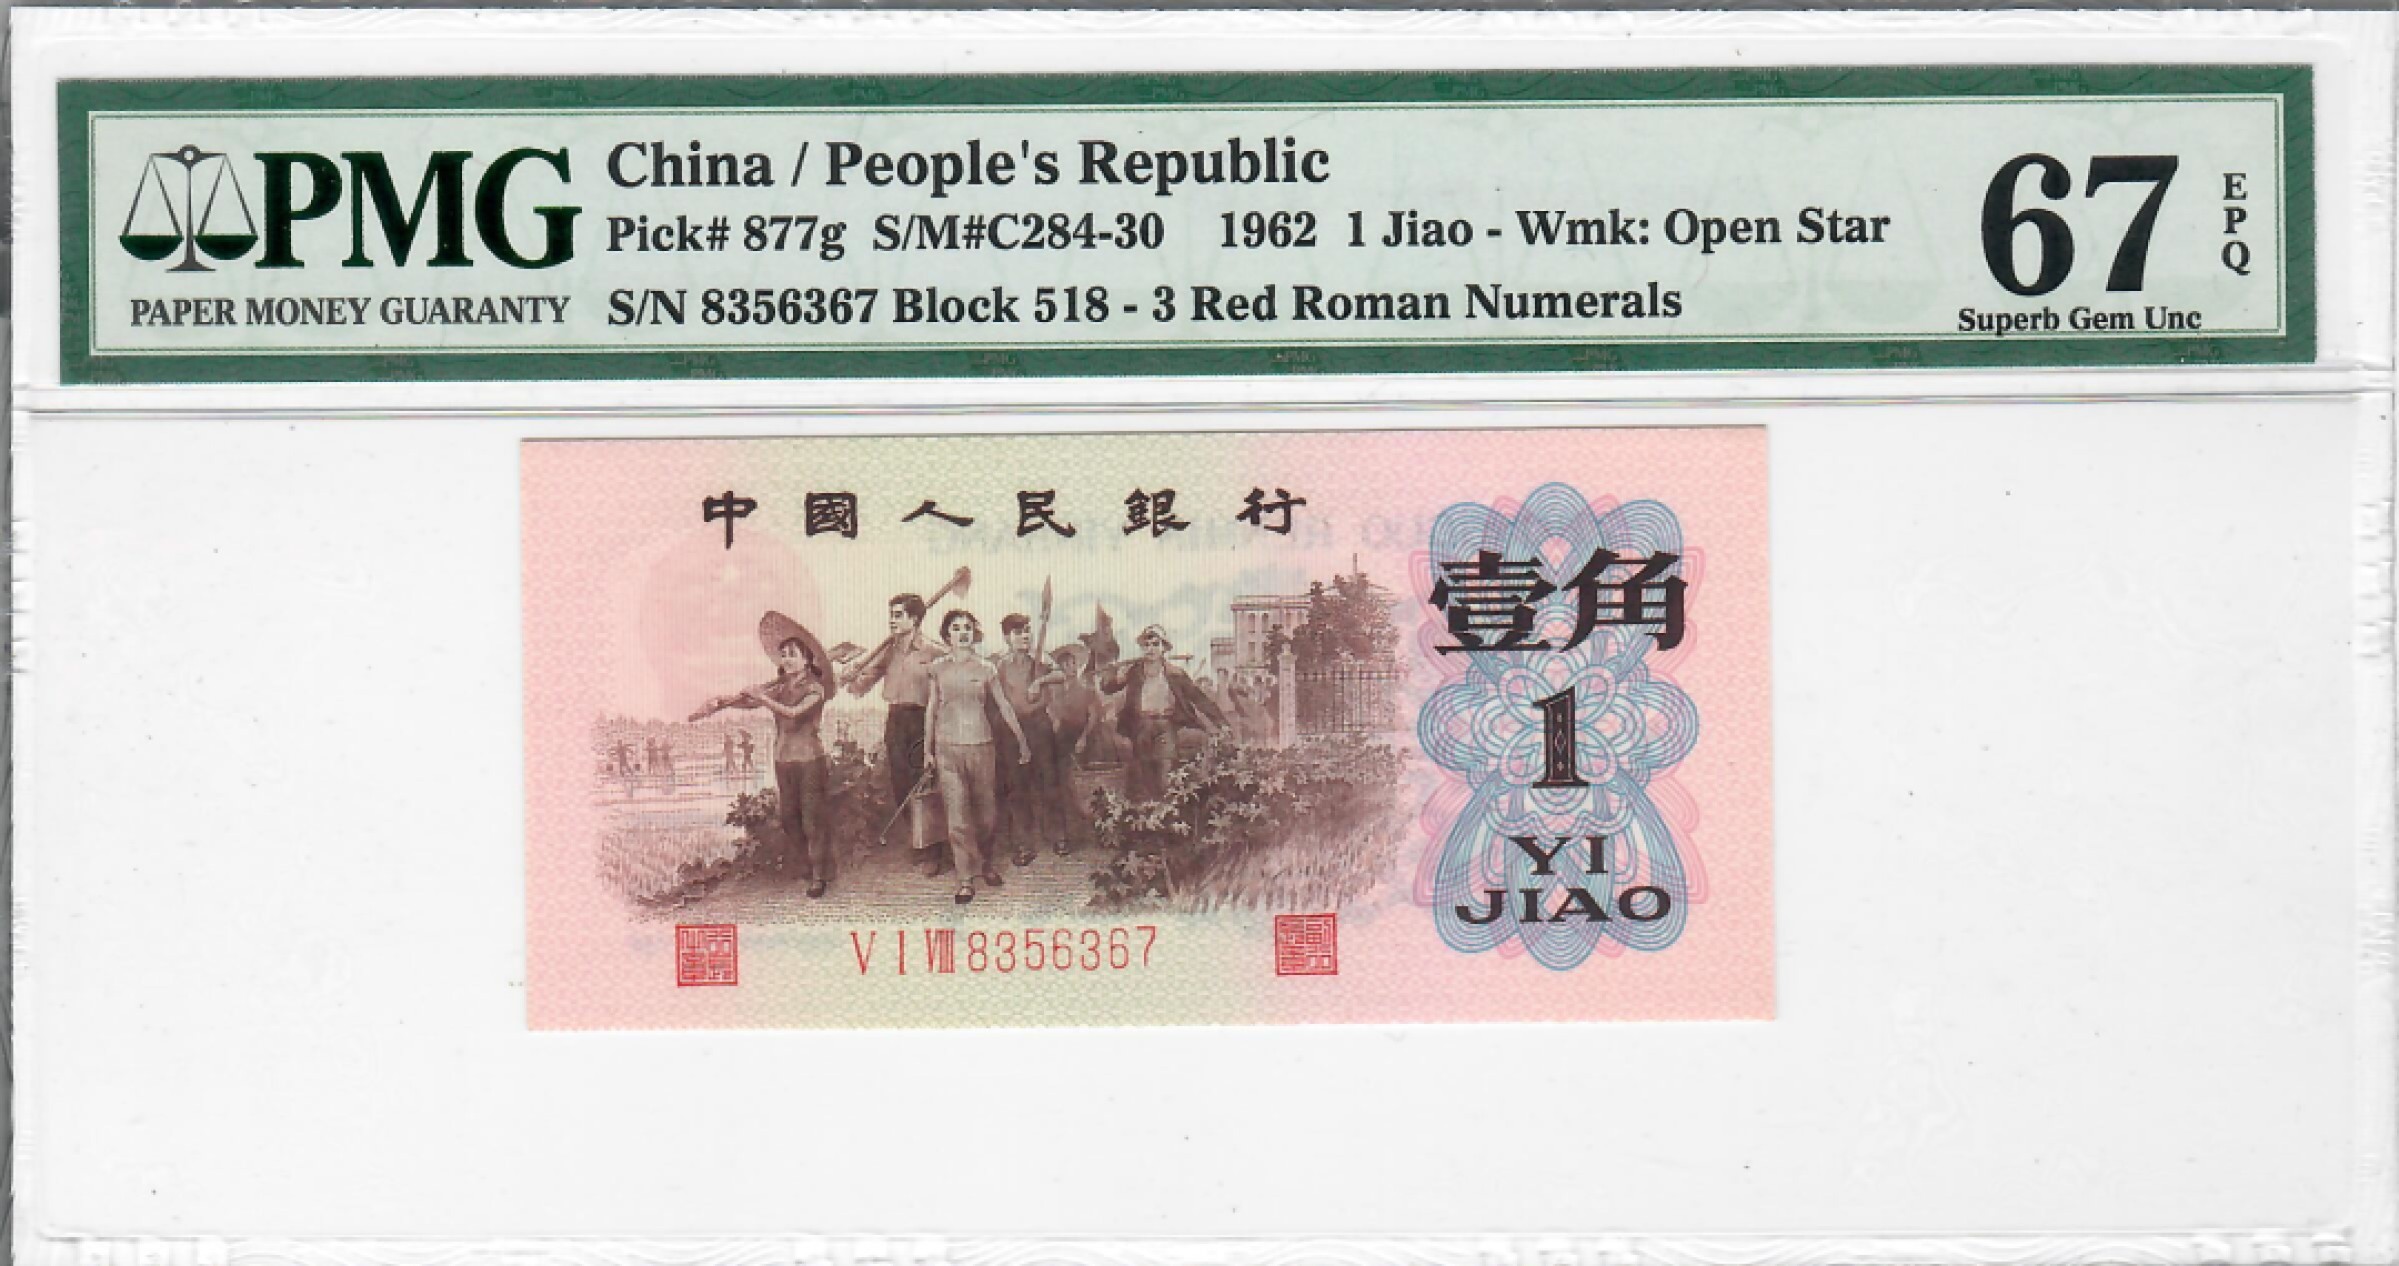 PMG
PAPER MONEY GUARANTY
China / People's Republic
Pick# 877g S/M#C284-30 1962 1 Jiao - Wmk: Open Star
S/N 8356367 Block 518 - 3 Red Roman Numerals
67
EPQ
Superb Gem Unc
中國人民銀行
壹角
1
YI
JIAO
V I VIII 8356367